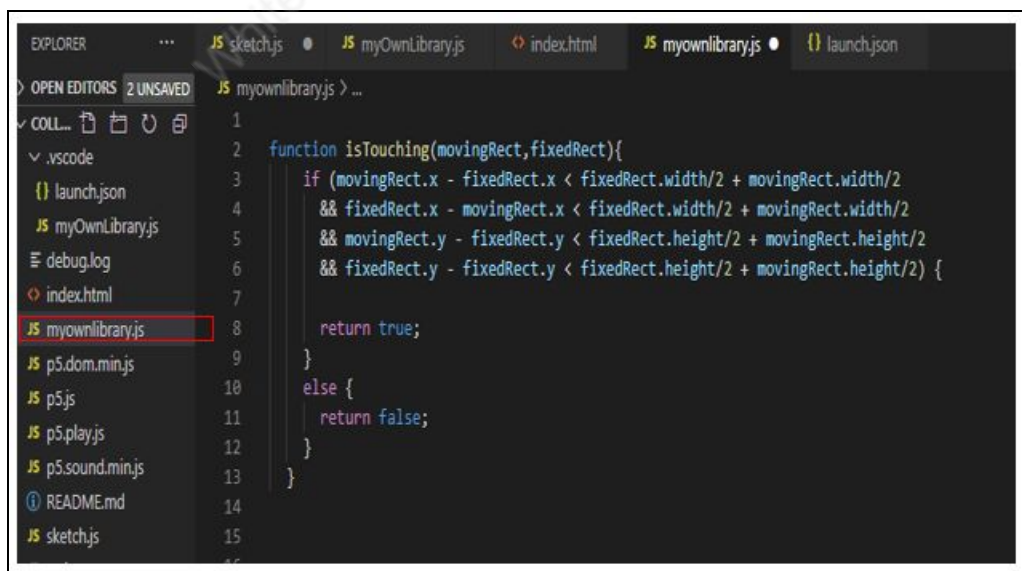 EXPLORER ... JS sketch.js ● JS myOwnLibrary.js <> index.html JS myownlibrary.js ● {} launch.json
> OPEN EDITORS 2 UNSAVED JS myownlibrary.js > ...
COLL... 1
.vscode 2 function isTouching(movingRect,fixedRect){
{} launch.json 3 if (movingRect.x - fixedRect.x < fixedRect.width/2 + movingRect.width/2
JS myOwnLibrary.js 4 && fixedRect.x - movingRect.x < fixedRect.width/2 + movingRect.width/2
debug.log 5 && movingRect.y - fixedRect.y < fixedRect.height/2 + movingRect.height/2
<> index.html 6 && fixedRect.y - fixedRect.y < fixedRect.height/2 + movingRect.height/2) {
7
JS myownlibrary.js 8 return true;
JS p5.dom.min.js 9 }
JS p5.js 10 else {
JS p5.play.js 11 return false;
JS p5.sound.min.js 12 }
README.md 13 }
JS sketch.js 14
15